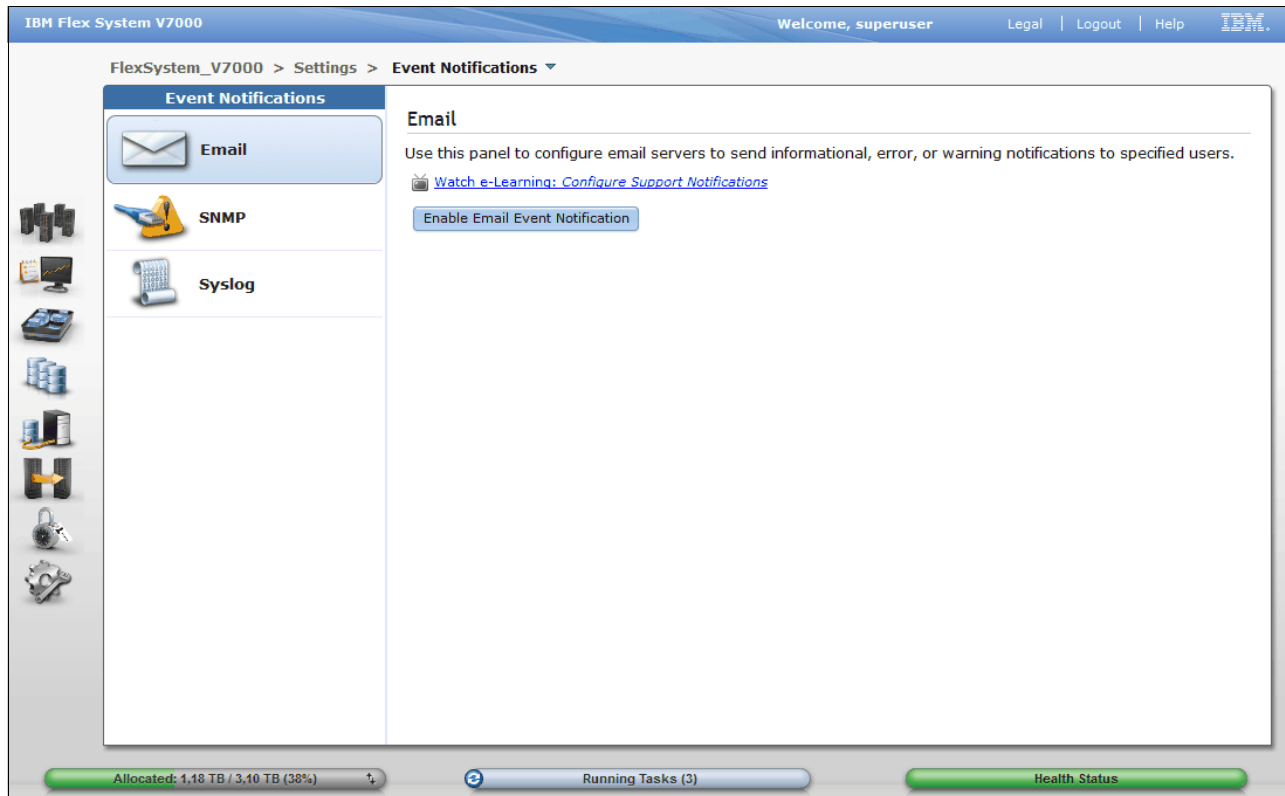 IBM Flex System V7000
Welcome, superuser
Legal | Logout | Help
IBM.
FlexSystem_V7000 > Settings > Event Notifications
Event Notifications
Email
SNMP
Syslog
Email
Use this panel to configure email servers to send informational, error, or warning notifications to specified users.
Watch e-Learning: Configure Support Notifications
Enable Email Event Notification
Allocated: 1,18 TB / 3,10 TB (38%)
Running Tasks (3)
Health Status